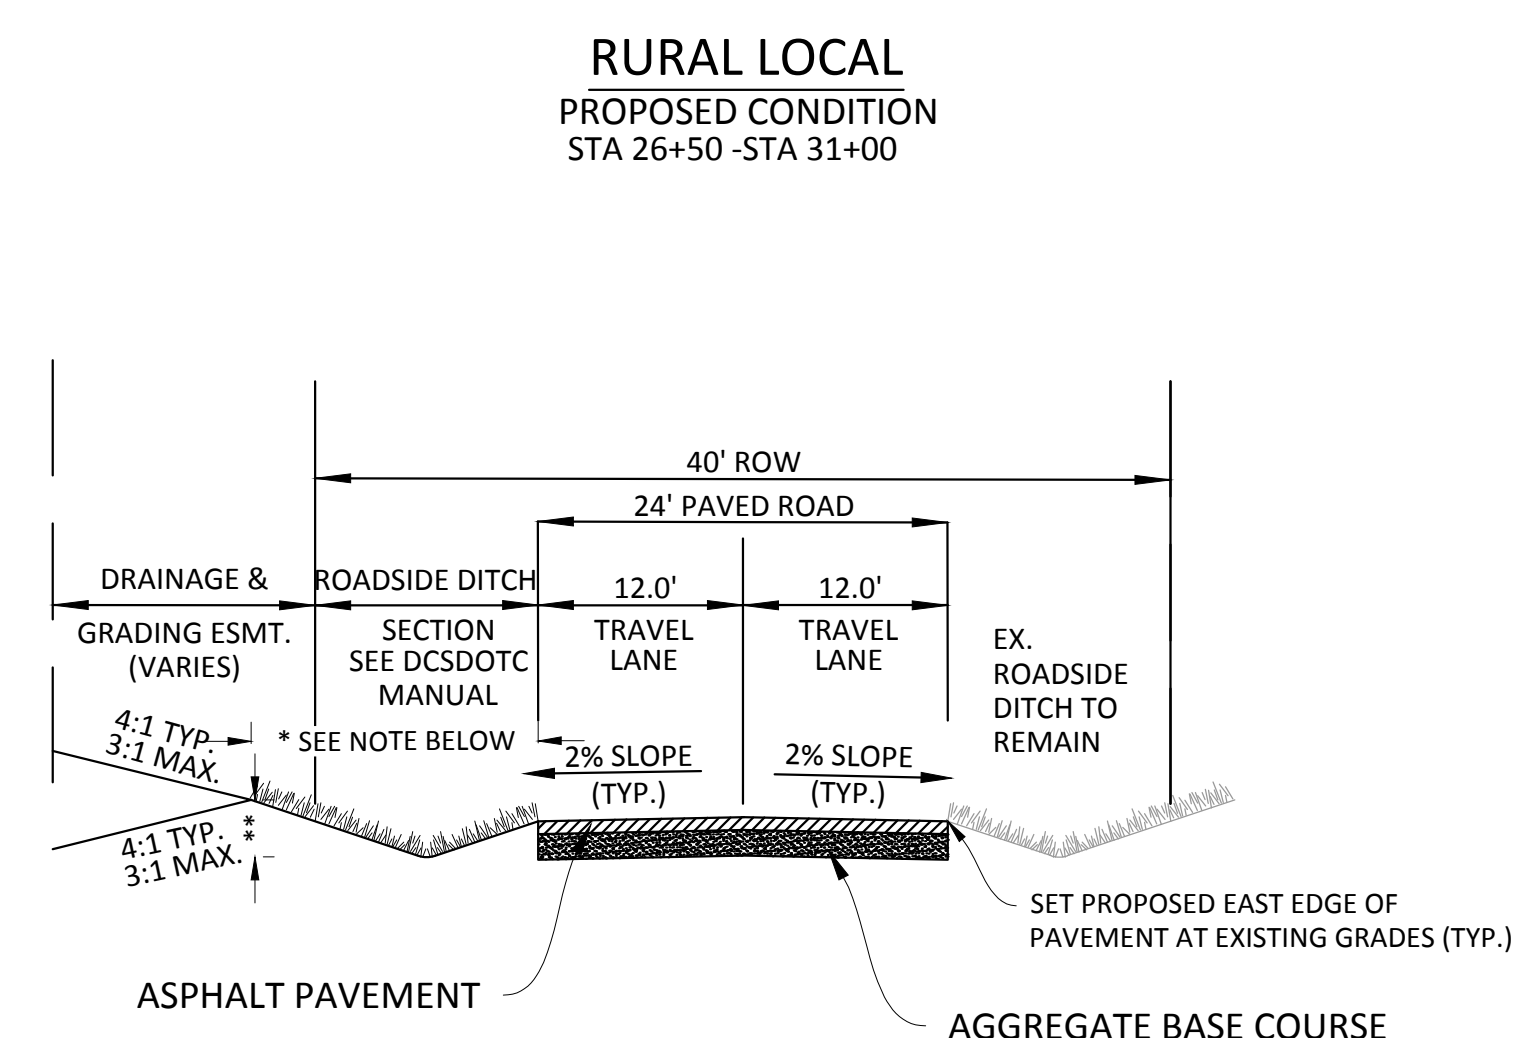 RURAL LOCAL
PROPOSED CONDITION
STA 26+50 -STA 31+00
40' ROW
24' PAVED ROAD
DRAINAGE &
GRADING ESMT.
(VARIES)
ROADSIDE DITCH
SECTION
SEE DCSDOTC
MANUAL
* SEE NOTE BELOW
12.0'
TRAVEL
LANE
12.0'
TRAVEL
LANE
EX.
ROADSIDE
DITCH TO
REMAIN
4:1 TYP.
3:1 MAX.
2% SLOPE
(TYP.)
2% SLOPE
(TYP.)
4:1 TYP.
3:1 MAX.
**
SET PROPOSED EAST EDGE OF
PAVEMENT AT EXISTING GRADES (TYP.)
ASPHALT PAVEMENT
AGGREGATE BASE COURSE